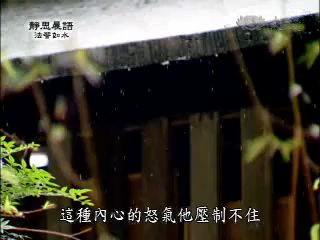 靜思晨語
法譬如水
這種內心的怒氣他壓制不住